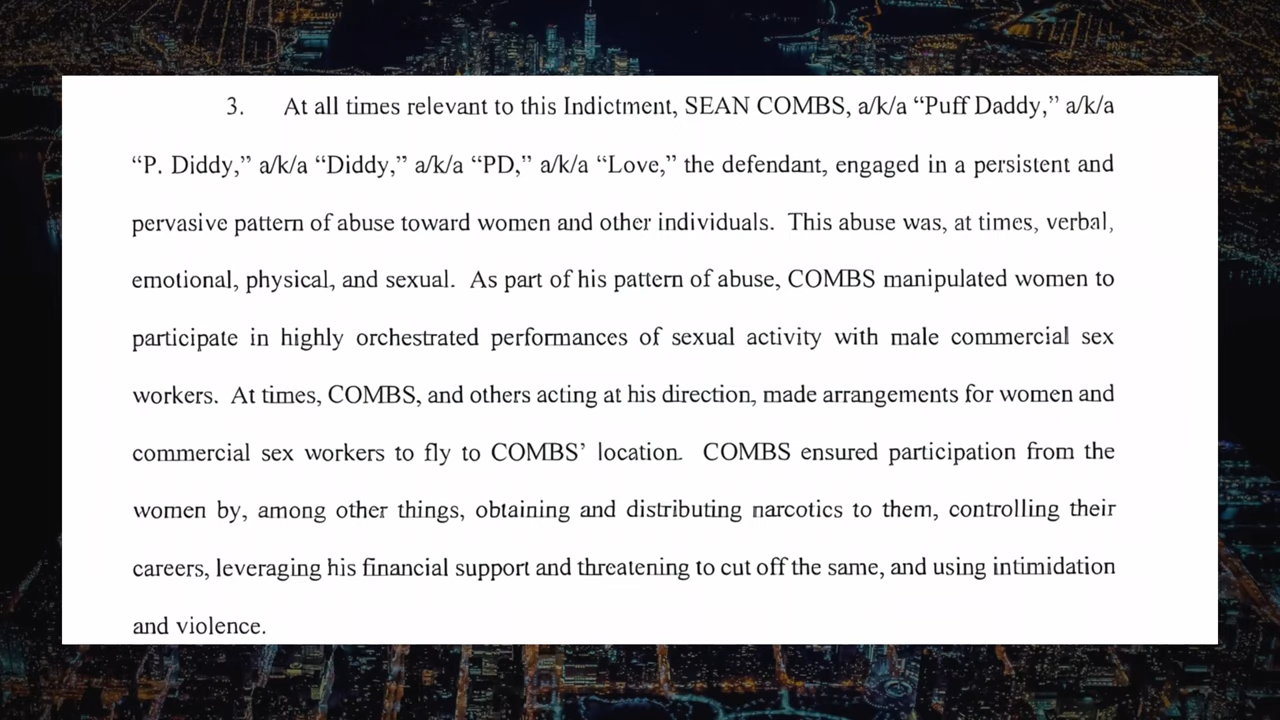 3. At all times relevant to this Indictment, SEAN COMBS, a/k/a “Puff Daddy,” a/k/a
“P. Diddy,” a/k/a “Diddy,” a/k/a “PD,” a/k/a “Love,” the defendant, engaged in a persistent and
pervasive pattern of abuse toward women and other individuals. This abuse was, at times, verbal,
emotional, physical, and sexual. As part of his pattern of abuse, COMBS manipulated women to
participate in highly orchestrated performances of sexual activity with male commercial sex
workers. At times, COMBS, and others acting at his direction, made arrangements for women and
commercial sex workers to fly to COMBS’ location. COMBS ensured participation from the
women by, among other things, obtaining and distributing narcotics to them, controlling their
careers, leveraging his financial support and threatening to cut off the same, and using intimidation
and violence.